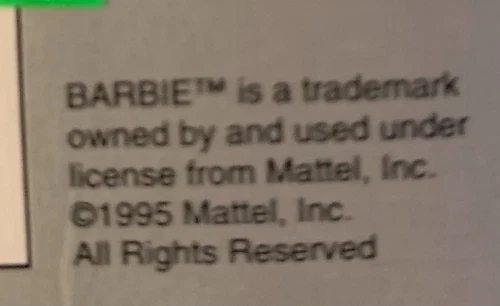 BARBIE™ is a trademark
owned by and used under
license from Mattel, Inc.
©1995 Mattel, Inc.
All Rights Reserved